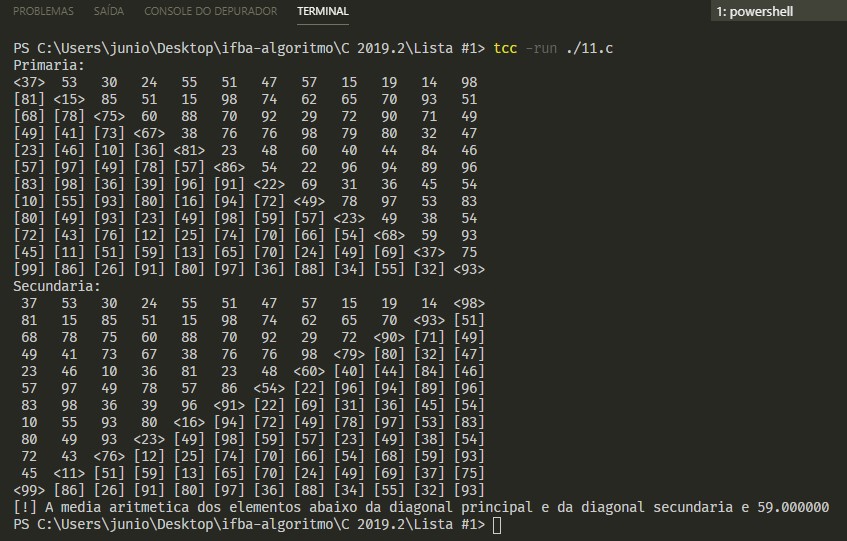 PROBLEMAS SAÍDA CONSOLE DO DEPURADOR TERMINAL 1: powershell
PS C:\Users\junio\Desktop\ifba-algoritmo\C 2019.2\Lista #1> tcc -run ./11.c
Primaria:
<37> 53 30 24 55 51 47 57 15 19 14 98
[81] <15> 85 51 15 98 74 62 65 70 93 51
[68] [78] <75> 60 88 70 92 29 72 90 71 49
[49] [41] [73] <67> 38 76 76 98 79 80 32 47
[23] [46] [10] [36] <81> 23 48 60 40 44 84 46
[57] [97] [49] [78] [57] <86> 54 22 96 94 89 96
[83] [98] [36] [39] [96] [91] <22> 69 31 36 45 54
[10] [55] [93] [80] [16] [94] [72] <49> 78 97 53 83
[80] [49] [93] [23] [49] [98] [59] [57] <23> 49 38 54
[72] [43] [76] [12] [25] [74] [70] [66] [54] <68> 59 93
[45] [11] [51] [59] [13] [65] [70] [24] [49] [69] <37> 75
[99] [86] [26] [91] [80] [97] [36] [88] [34] [55] [32] <93>
Secundaria:
37 53 30 24 55 51 47 57 15 19 14 <98>
81 15 85 51 15 98 74 62 65 70 <93> [51]
68 78 75 60 88 70 92 29 72 <90> [71] [49]
49 41 73 67 38 76 76 98 <79> [80] [32] [47]
23 46 10 36 81 23 48 <60> [40] [44] [84] [46]
57 97 49 78 57 86 <54> [22] [96] [94] [89] [96]
83 98 36 39 96 <91> [22] [69] [31] [36] [45] [54]
10 55 93 80 <16> [94] [72] [49] [78] [97] [53] [83]
80 49 93 <23> [49] [98] [59] [57] [23] [49] [38] [54]
72 43 <76> [12] [25] [74] [70] [66] [54] [68] [59] [93]
45 <11> [51] [59] [13] [65] [70] [24] [49] [69] [37] [75]
<99> [86] [26] [91] [80] [97] [36] [88] [34] [55] [32] [93]
[!] A media aritmetica dos elementos abaixo da diagonal principal e da diagonal secundaria e 59.000000
PS C:\Users\junio\Desktop\ifba-algoritmo\C 2019.2\Lista #1>